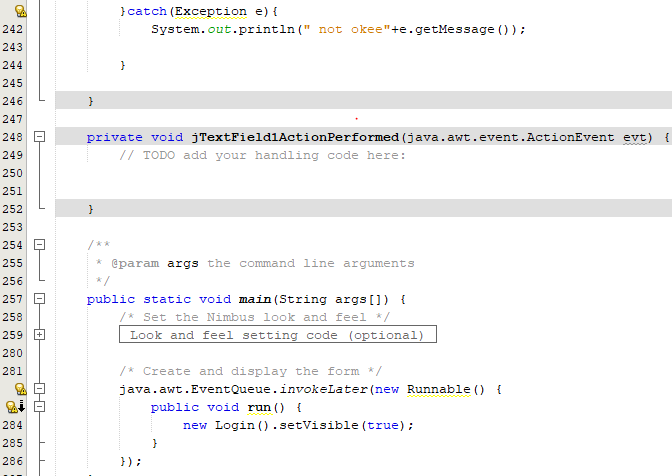 }catch(Exception e){
242 System.out.println(" not okee"+e.getMessage());
243
244 }
245
246 }
247
248 private void jTextField1ActionPerformed(java.awt.event.ActionEvent evt) {
249 // TODO add your handling code here:
250
251
252 }
253
254 /**
255 * @param args the command line arguments
256 */
257 public static void main(String args[]) {
258 /* Set the Nimbus look and feel */
259 Look and feel setting code (optional)
280
281 /* Create and display the form */
java.awt.EventQueue.invokeLater(new Runnable() {
public void run() {
284 new Login().setVisible(true);
285 }
286 });